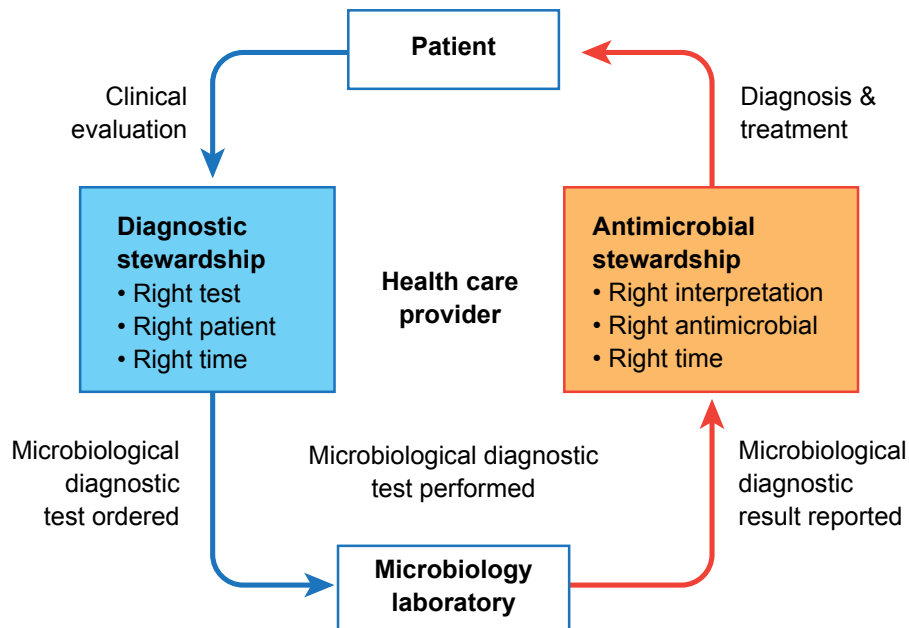 Patient
Clinical
evaluation
Diagnosis &
treatment
Diagnostic
stewardship
• Right test
• Right patient
• Right time
Health care
provider
Antimicrobial
stewardship
• Right interpretation
• Right antimicrobial
• Right time
Microbiological
diagnostic
test ordered
Microbiological diagnostic
test performed
Microbiological
diagnostic
result reported
Microbiology
laboratory